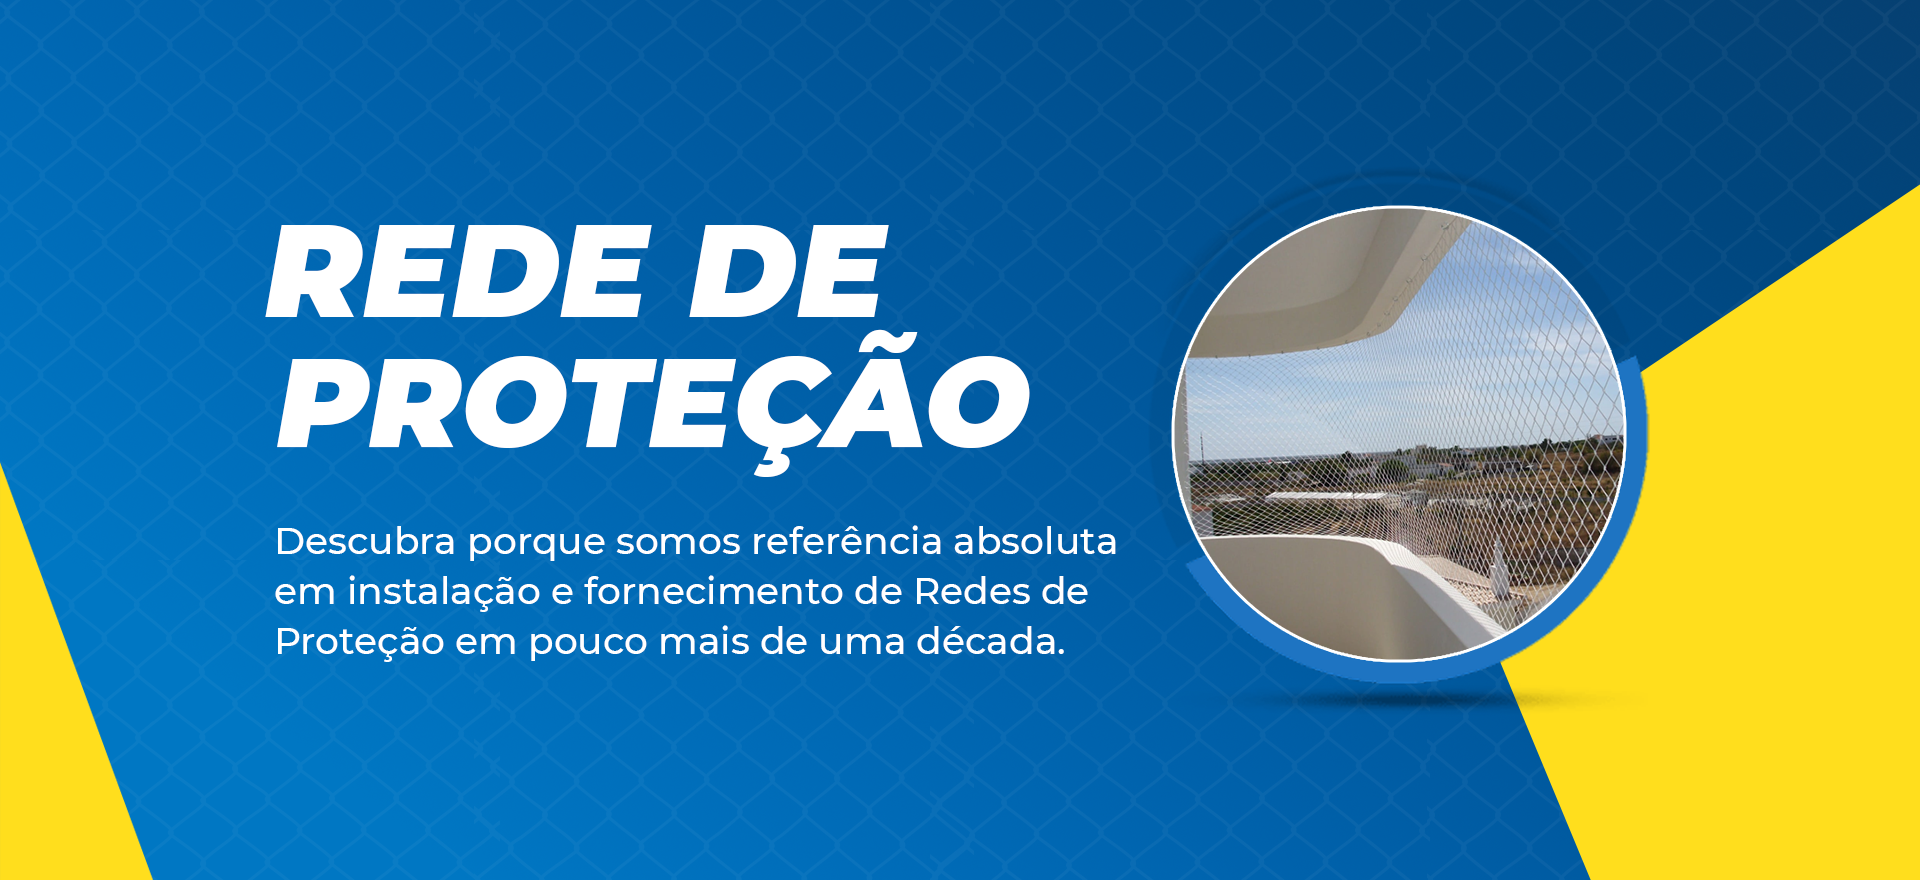 REDE DE
PROTEÇÃO
Descubra porque somos referência absoluta
em instalação e fornecimento de Redes de
Proteção em pouco mais de uma década.